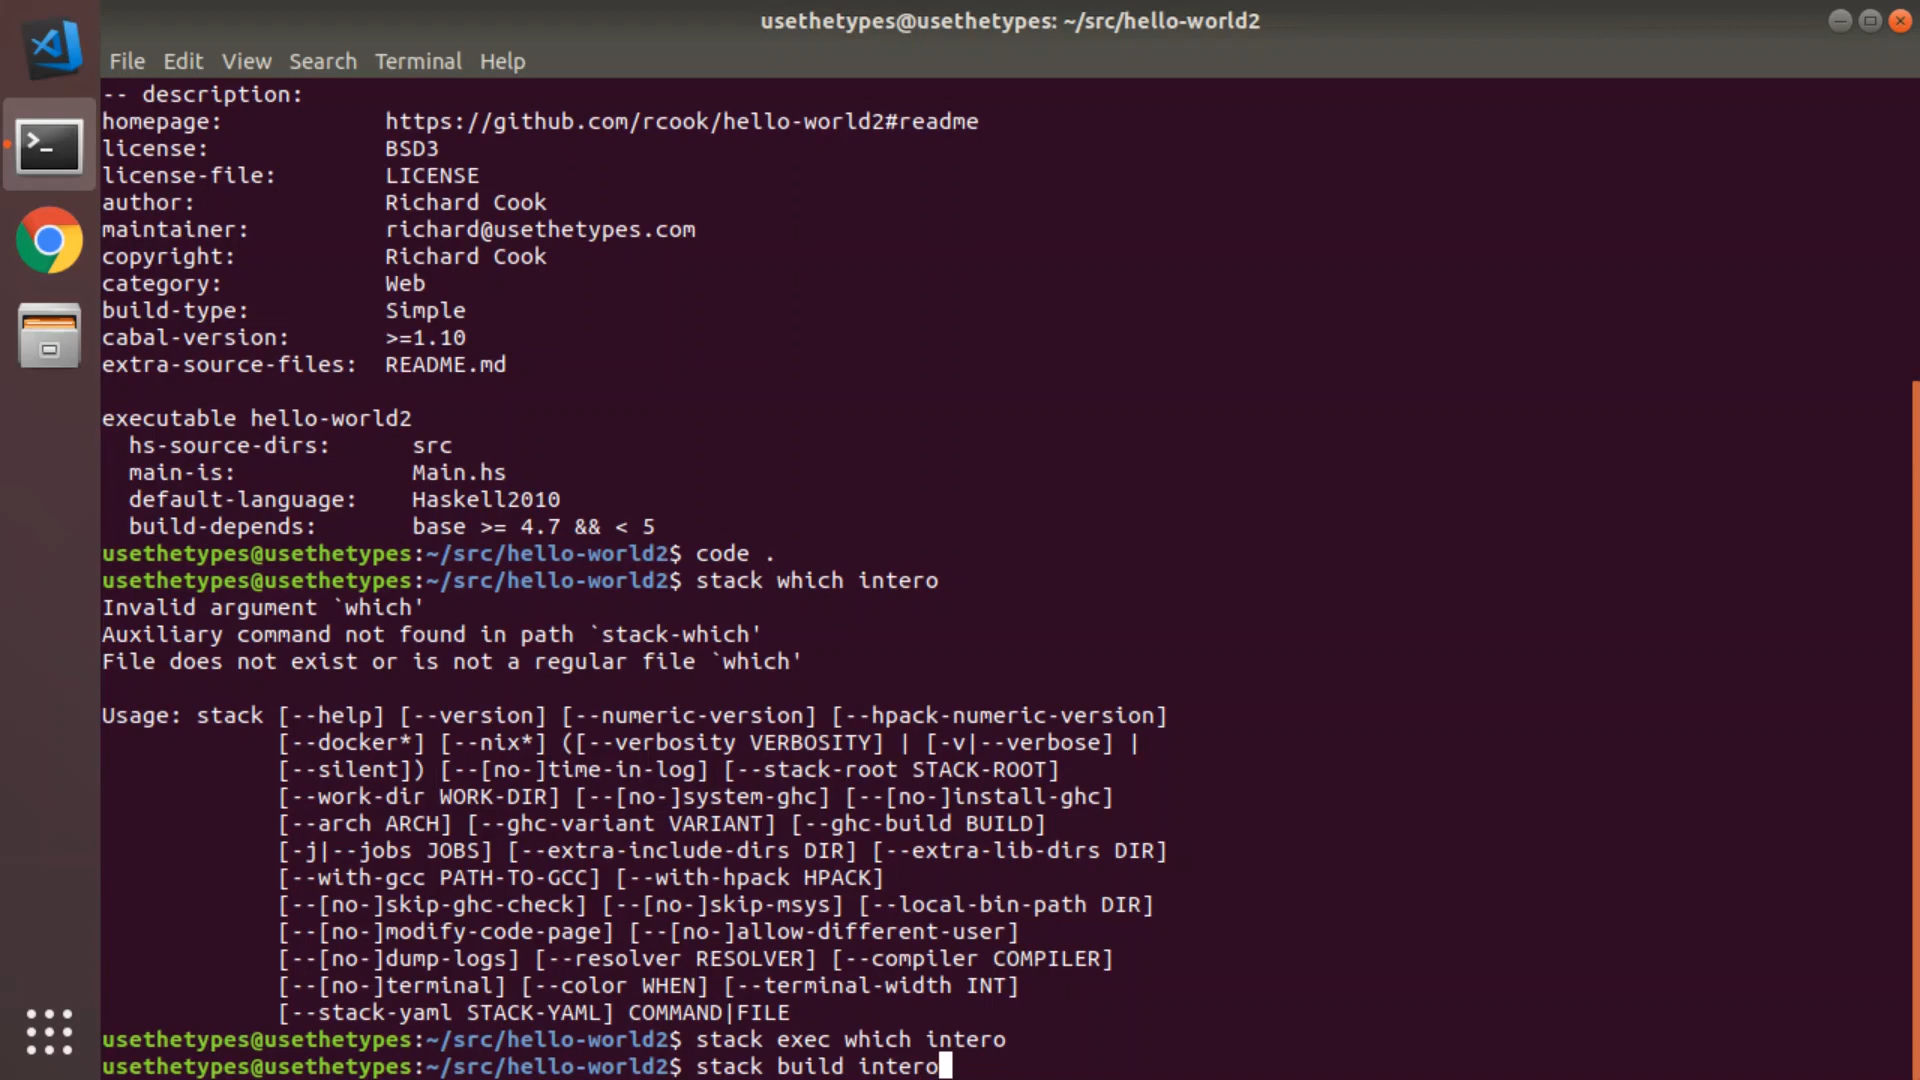 usethetypes@usethetypes: ~/src/hello-world2
File Edit View Search Terminal Help
-- description:
homepage: https://github.com/rcook/hello-world2#readme
license: BSD3
license-file: LICENSE
author: Richard Cook
maintainer: richard@usethetypes.com
copyright: Richard Cook
category: Web
build-type: Simple
cabal-version: >=1.10
extra-source-files: README.md
executable hello-world2
hs-source-dirs: src
main-is: Main.hs
default-language: Haskell2010
build-depends: base >= 4.7 && < 5
usethetypes@usethetypes:~/src/hello-world2$ code .
usethetypes@usethetypes:~/src/hello-world2$ stack which intero
Invalid argument `which'
Auxiliary command not found in path `stack-which'
File does not exist or is not a regular file `which'
Usage: stack [--help] [--version] [--numeric-version] [--hpack-numeric-version]
[--docker*] [--nix*] ([--verbosity VERBOSITY] | [-v|--verbose] |
[--silent]) [--[no-]time-in-log] [--stack-root STACK-ROOT]
[--work-dir WORK-DIR] [--[no-]system-ghc] [--[no-]install-ghc]
[--arch ARCH] [--ghc-variant VARIANT] [--ghc-build BUILD]
[-j|--jobs JOBS] [--extra-include-dirs DIR] [--extra-lib-dirs DIR]
[--with-gcc PATH-TO-GCC] [--with-hpack HPACK]
[--[no-]skip-ghc-check] [--[no-]skip-msys] [--local-bin-path DIR]
[--[no-]modify-code-page] [--[no-]allow-different-user]
[--[no-]dump-logs] [--resolver RESOLVER] [--compiler COMPILER]
[--[no-]terminal] [--color WHEN] [--terminal-width INT]
[--stack-yaml STACK-YAML] COMMAND|FILE
usethetypes@usethetypes:~/src/hello-world2$ stack exec which intero
usethetypes@usethetypes:~/src/hello-world2$ stack build intero